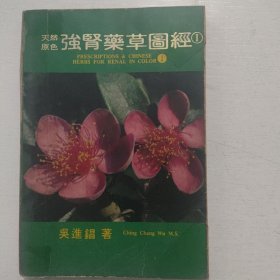 天然
原色
強腎藥草圖經①
PRESCRIPTIONS & CHINESE
HERBS FOR RENAL IN COLOR ①
吳進錩 著
Ching Chang Wu M.S.